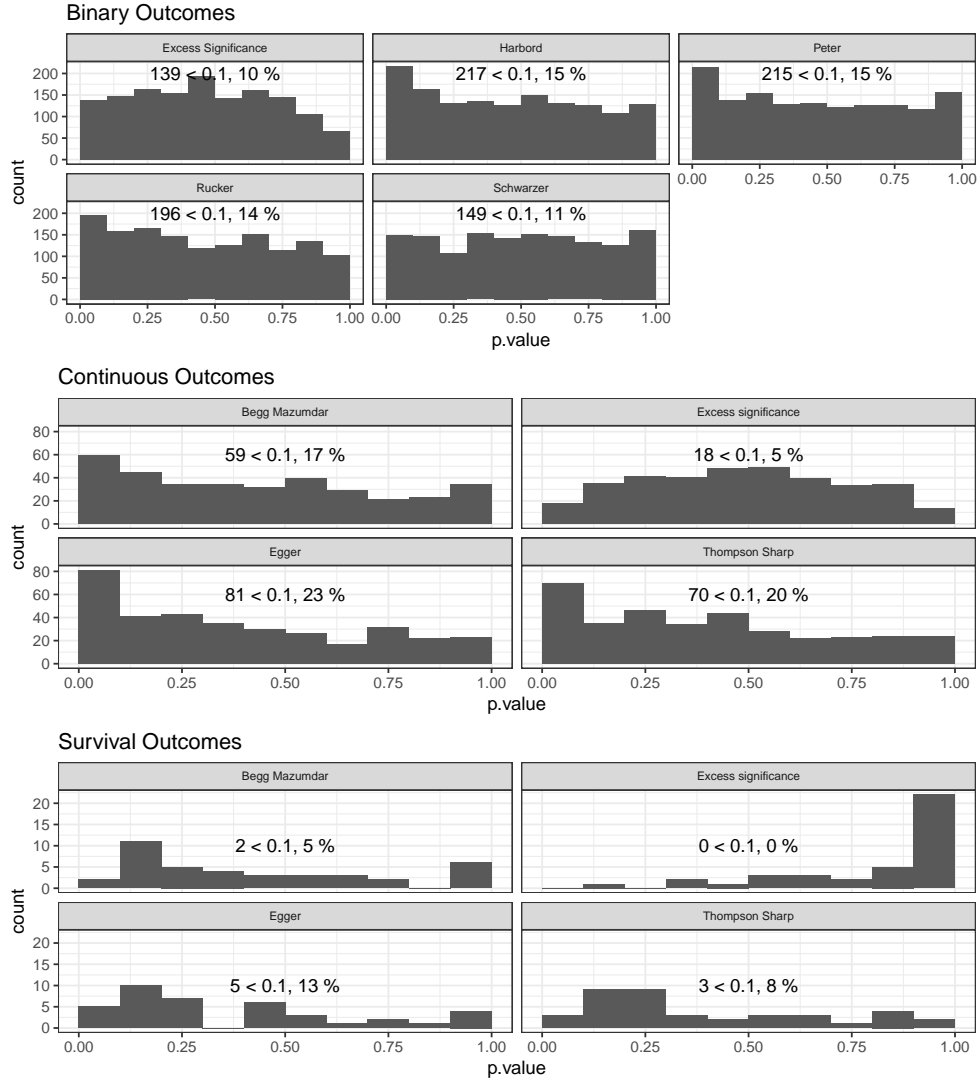 Binary Outcomes
Excess Significance
Harbord
Peter
139 < 0.1, 10 %
217 < 0.1, 15 %
215 < 0.1, 15 %
200
150
100
50
0
0.00 0.25 0.50 0.75 1.00
Rucker
Schwarzer
196 < 0.1, 14 %
149 < 0.1, 11 %
200
150
100
50
0
count
0.00 0.25 0.50 0.75 1.00
0.00 0.25 0.50 0.75 1.00
p.value
Continuous Outcomes
Begg Mazumdar
Excess significance
59 < 0.1, 17 %
18 < 0.1, 5 %
80
60
40
20
0
Egger
Thompson Sharp
81 < 0.1, 23 %
70 < 0.1, 20 %
80
60
40
20
0
count
0.00 0.25 0.50 0.75 1.00
0.00 0.25 0.50 0.75 1.00
p.value
Survival Outcomes
Begg Mazumdar
Excess significance
2 < 0.1, 5 %
0 < 0.1, 0 %
20
15
10
5
0
Egger
Thompson Sharp
5 < 0.1, 13 %
3 < 0.1, 8 %
20
15
10
5
0
count
0.00 0.25 0.50 0.75 1.00
0.00 0.25 0.50 0.75 1.00
p.value